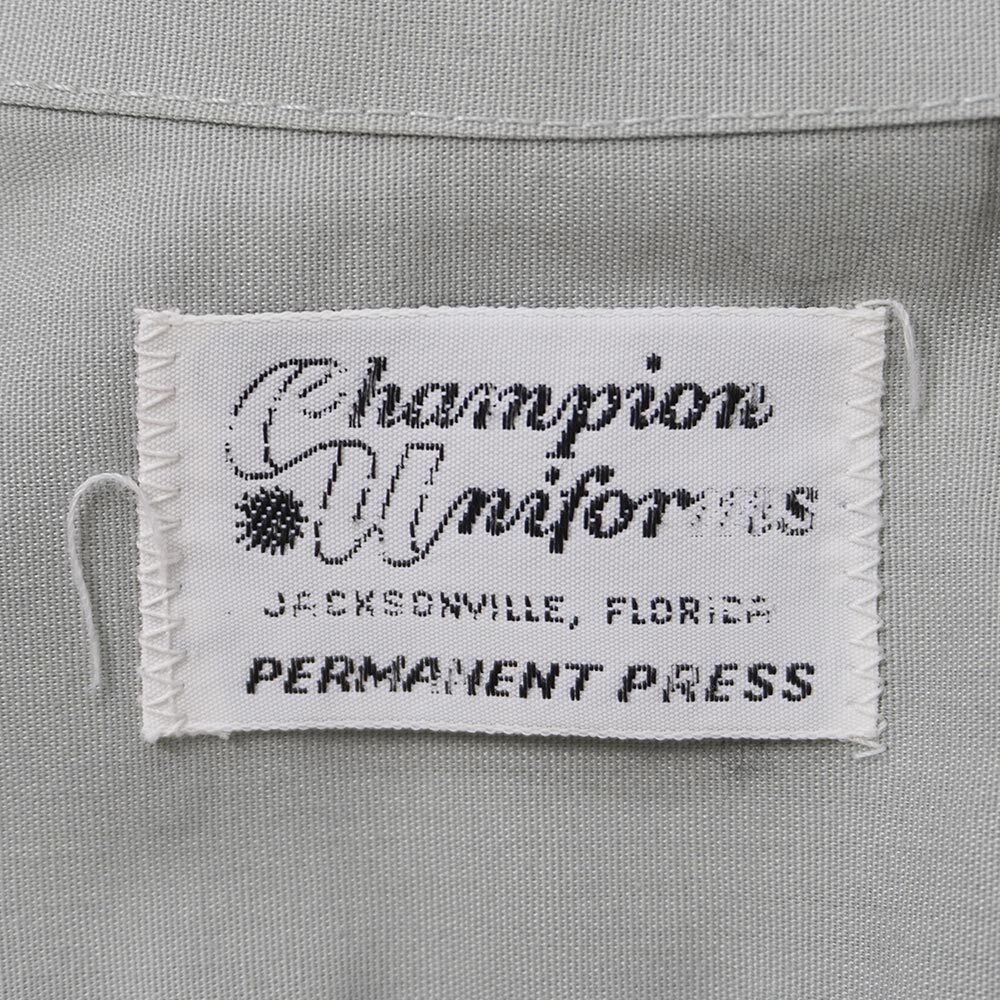 Champion
Uniforms
JACKSONVILLE, FLORIDA
PERMANENT PRESS